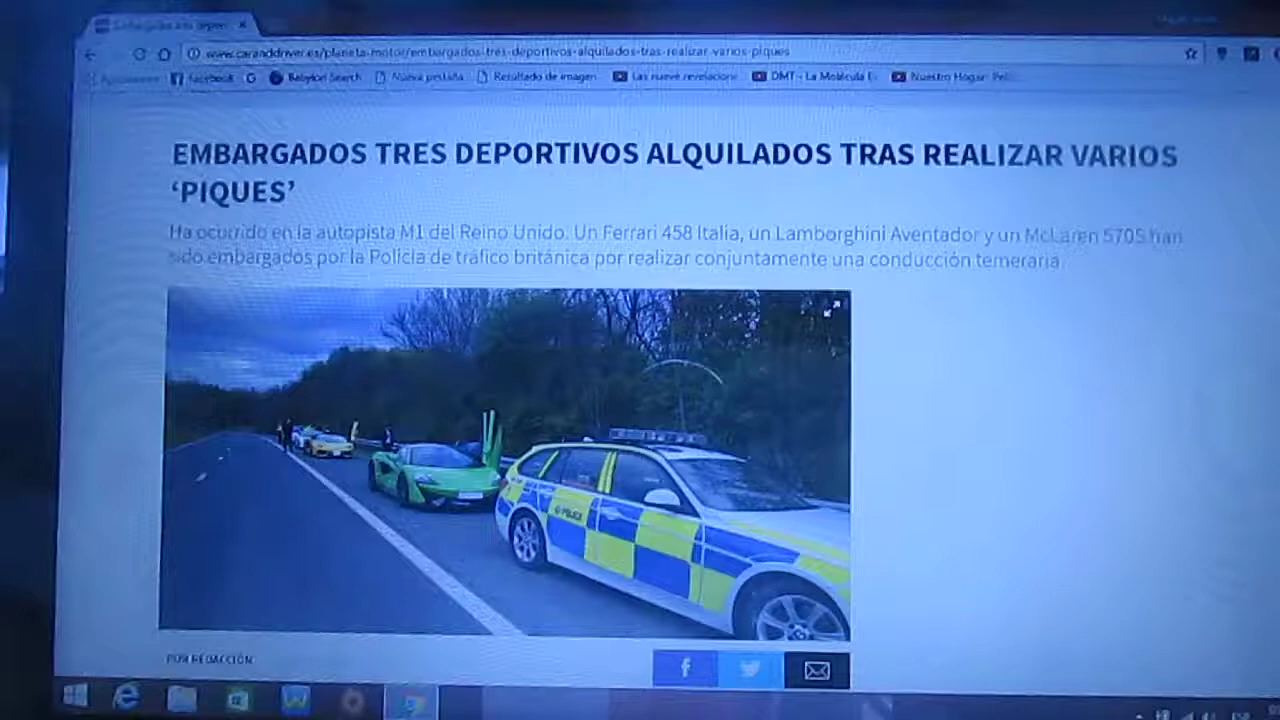 www.caranddriver.es/planeta-motor/embargados-tres-deportivos-alquilados-tras-realizar-varios-piques
Facebook G Babylon Search Nueva pestaña Resultado de imagen Las nueve revelacione DMT - La Molécula E Nuestro Hogar- Pelí
EMBARGADOS TRES DEPORTIVOS ALQUILADOS TRAS REALIZAR VARIOS
‘PIQUES’
Ha ocurrido en la autopista M1 del Reino Unido. Un Ferrari 458 Italia, un Lamborghini Aventador y un McLaren 570S han
sido embargados por la Policía de tráfico británica por realizar conjuntamente una conducción temeraria.
POLICE
POR REDACCIÓN